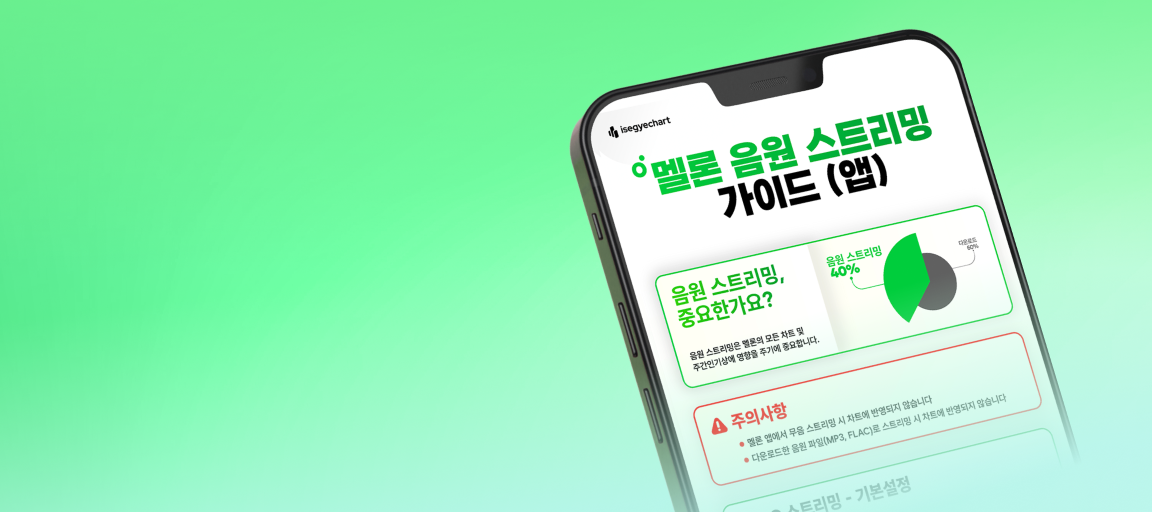 isegyechart
멜론 음원 스트리밍
가이드 (앱)
음원 스트리밍,
중요한가요?
음원 스트리밍은 멜론의 모든 차트 및
주간인기상에 영향을 주기에 중요합니다.
음원 스트리밍
40%
다운로드
60%
주의사항
멜론 앱에서 무음 스트리밍 시 차트에 반영되지 않습니다
다운로드한 음원 파일(MP3, FLAC)로 스트리밍 시 차트에 반영되지 않습니다
스트리밍 - 기본설정